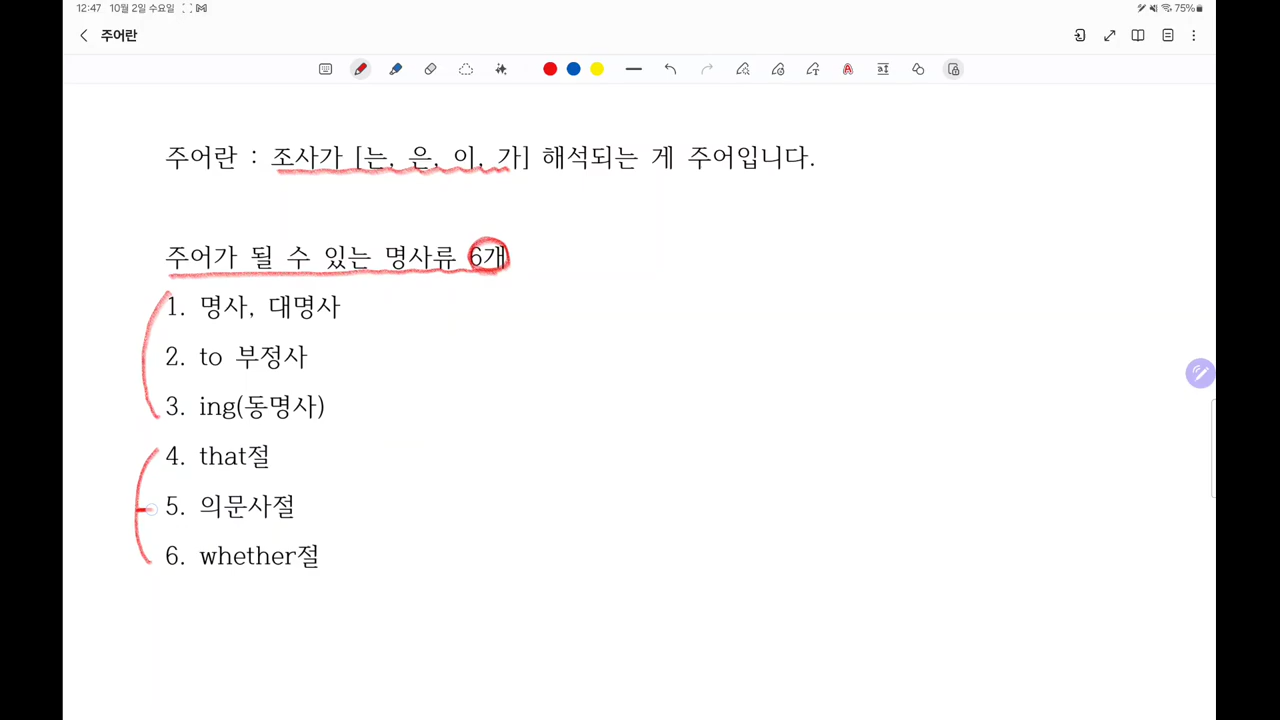 12:47 10월 2일 수요일
75%
주어란
주어란 : 조사가 [는, 은, 이, 가] 해석되는 게 주어입니다.
주어가 될 수 있는 명사류 6개
1. 명사, 대명사
2. to 부정사
3. ing(동명사)
4. that절
5. 의문사절
6. whether절